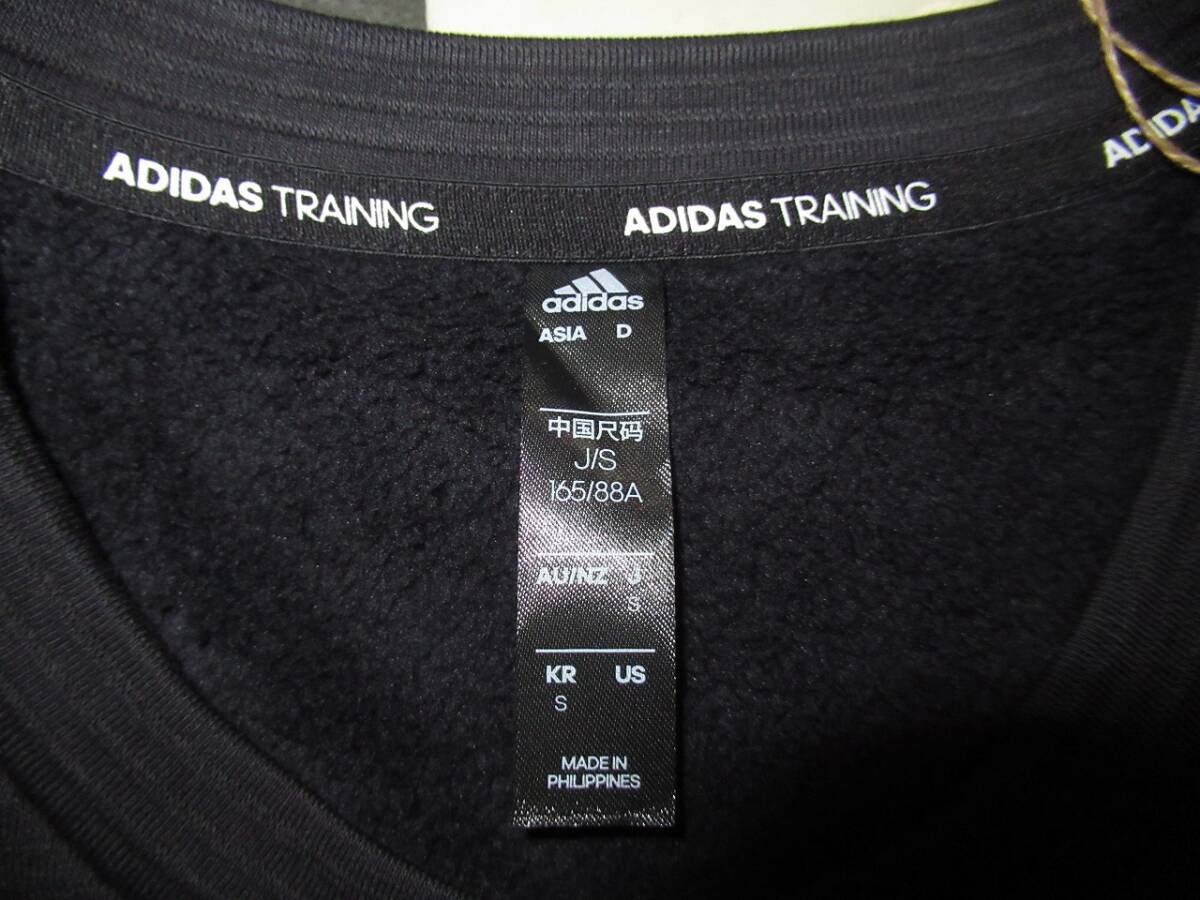 ADIDAS TRAINING
ADIDAS TRAINING
ADIDA
adidas
ASIA D
中国尺码
J/S
165/88A
AU/NZ J
S
KR US
S
MADE IN
PHILIPPINES